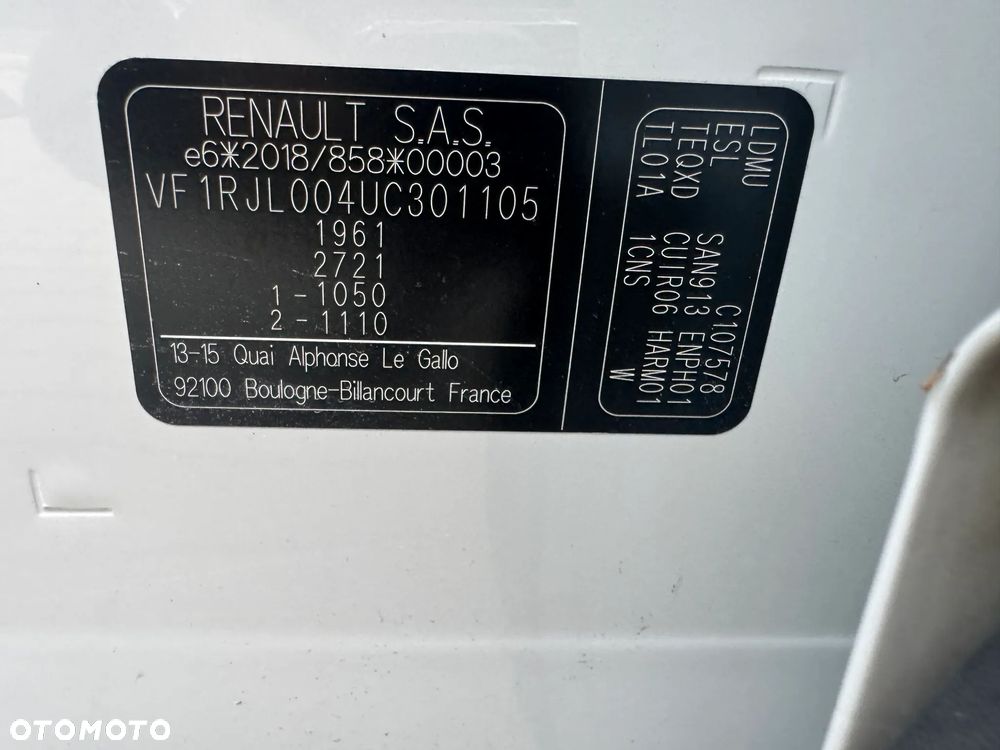 RENAULT S.A.S.
e6*2018/858*00003
VF1RJL004UC301105
1961
2721
1-1050
2-1110
13-15 Quai Alphonse Le Gallo
92100 Boulogne-Billancourt France
LDMU C107578
ESL SAN913 ENPH01
TEQXD CUIR06 HARM01
TL01A 1CNS W
OTOMOTO